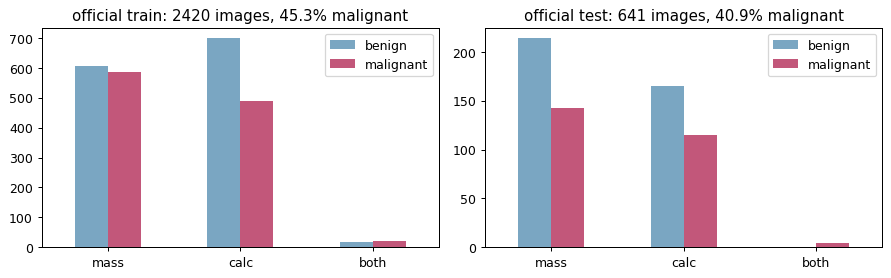 official train: 2420 images, 45.3% malignant
700
600
500
400
300
200
100
0
benign
malignant
mass
calc
both
official test: 641 images, 40.9% malignant
200
150
100
50
0
benign
malignant
mass
calc
both